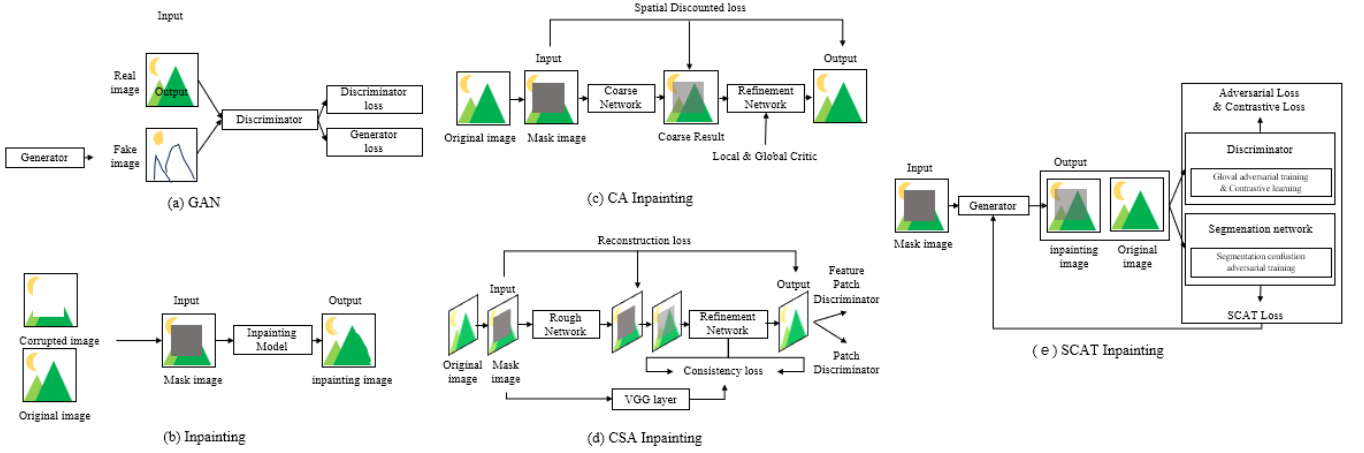 Input
Real
image
Output
Discriminator
Discriminator
loss
Generator
loss
Generator
Fake
image
(a) GAN
Corrupted image
Original image
Input
Mask image
Inpainting
Model
Output
inpainting image
(b) Inpainting
Spatial Discounted loss
Input
Output
Original image
Mask image
Coarse
Network
Coarse Result
Refinement
Network
Local & Global Critic
(c) CA Inpainting
Reconstruction loss
Input
Output
Feature
Patch
Discriminator
Rough
Network
Refinement
Network
Original
image
Mask
image
Consistency loss
Patch
Discriminator
VGG layer
(d) CSA Inpainting
Adversarial Loss
& Contrastive Loss
Discriminator
Gloval adversarial training
& Contrastive learning
Input
Output
Generator
Mask image
inpainting
image
Original
image
Segmenation network
Segmentation confustion
adversarial training
SCAT Loss
(e) SCAT Inpainting